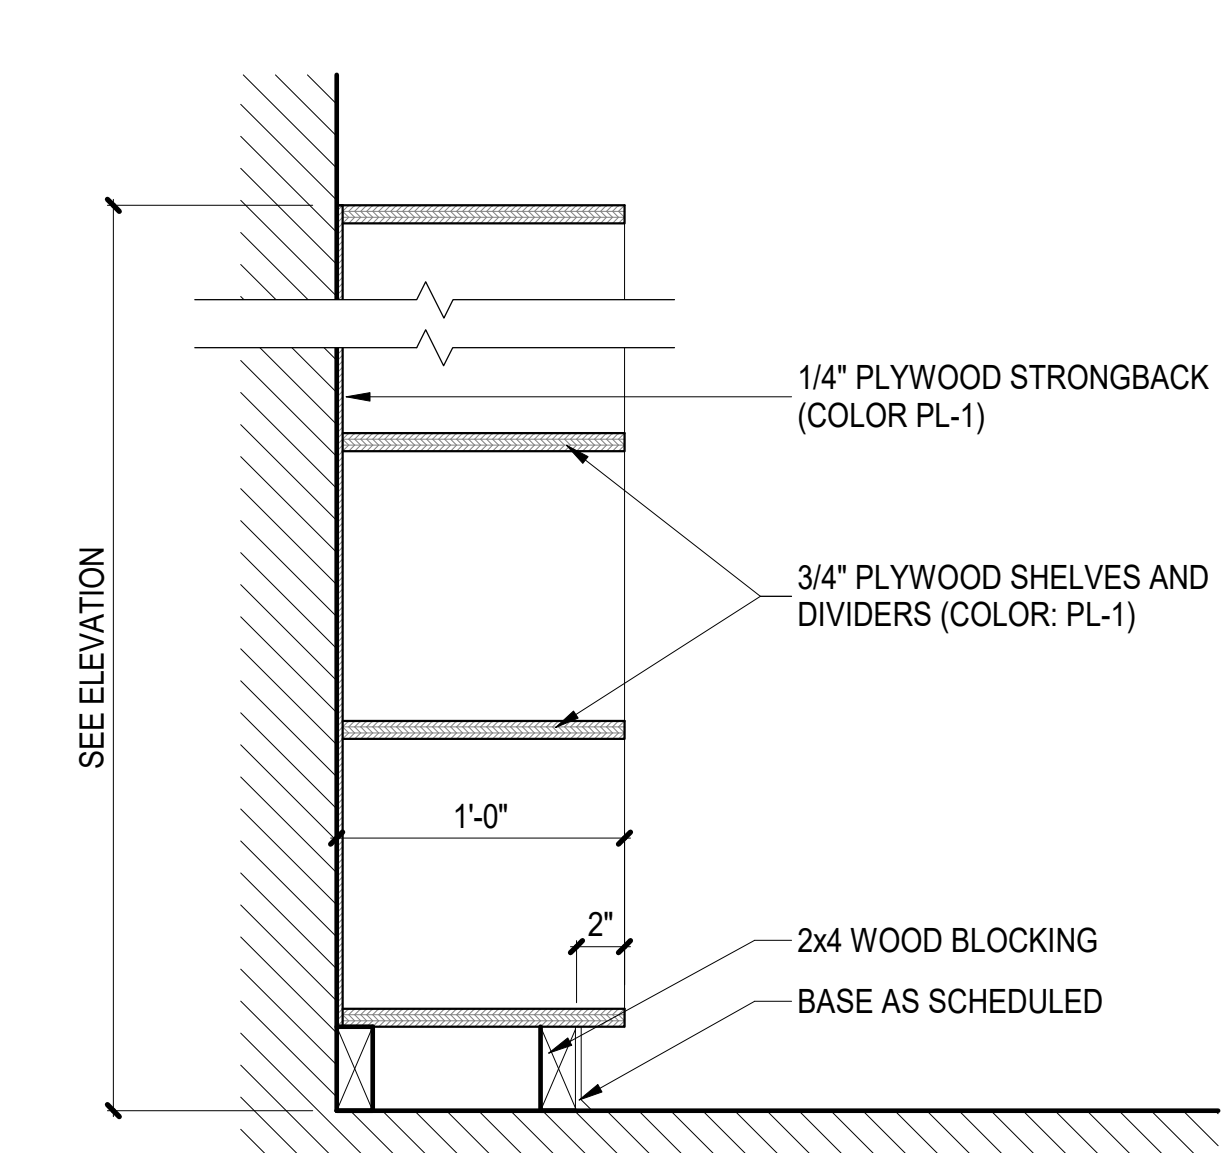 1/4" PLYWOOD STRONGBACK
(COLOR PL-1)
3/4" PLYWOOD SHELVES AND
DIVIDERS (COLOR: PL-1)
SEE ELEVATION
1'-0"
2"
2x4 WOOD BLOCKING
BASE AS SCHEDULED